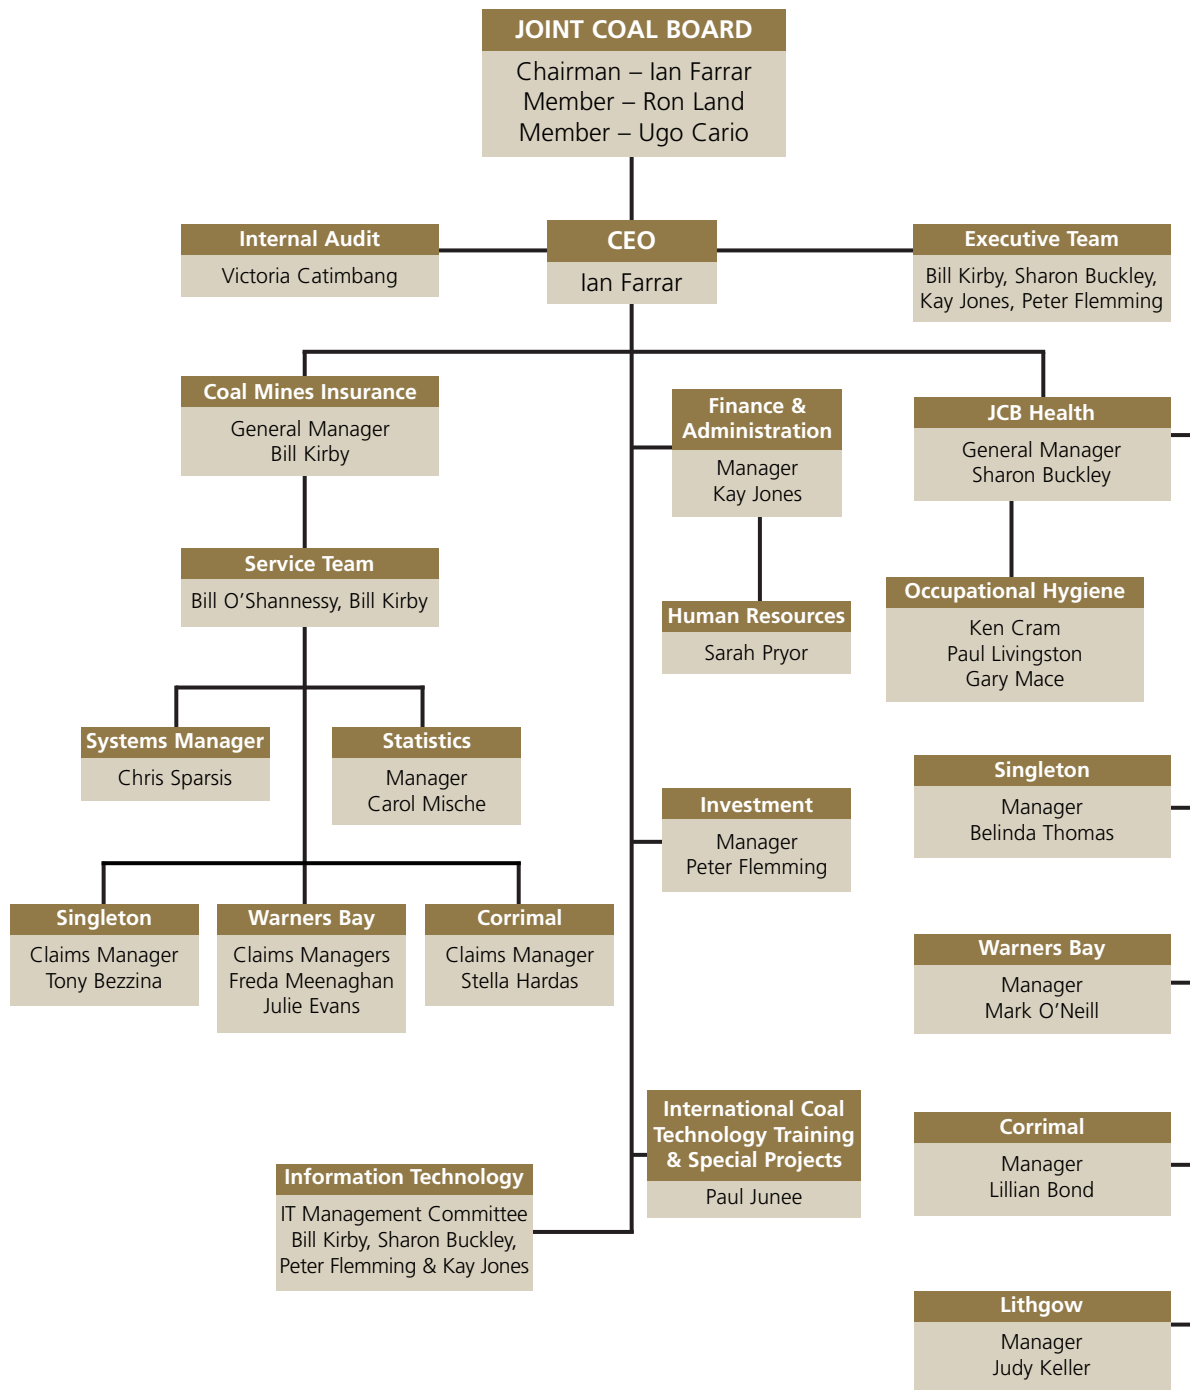 JOINT COAL BOARD
Chairman – Ian Farrar
Member – Ron Land
Member – Ugo Cario
Internal Audit
Victoria Catimbang
CEO
Ian Farrar
Executive Team
Bill Kirby, Sharon Buckley,
Kay Jones, Peter Flemming
Coal Mines Insurance
General Manager
Bill Kirby
Finance &
Administration
Manager
Kay Jones
JCB Health
General Manager
Sharon Buckley
Service Team
Bill O’Shannessy, Bill Kirby
Human Resources
Sarah Pryor
Occupational Hygiene
Ken Cram
Paul Livingston
Gary Mace
Systems Manager
Chris Sparsis
Statistics
Manager
Carol Mische
Investment
Manager
Peter Flemming
Singleton
Manager
Belinda Thomas
Singleton
Claims Manager
Tony Bezzina
Warners Bay
Claims Managers
Freda Meenaghan
Julie Evans
Corrimal
Claims Manager
Stella Hardas
Warners Bay
Manager
Mark O’Neill
International Coal
Technology Training
& Special Projects
Paul Junee
Corrimal
Manager
Lillian Bond
Information Technology
IT Management Committee
Bill Kirby, Sharon Buckley,
Peter Flemming & Kay Jones
Lithgow
Manager
Judy Keller